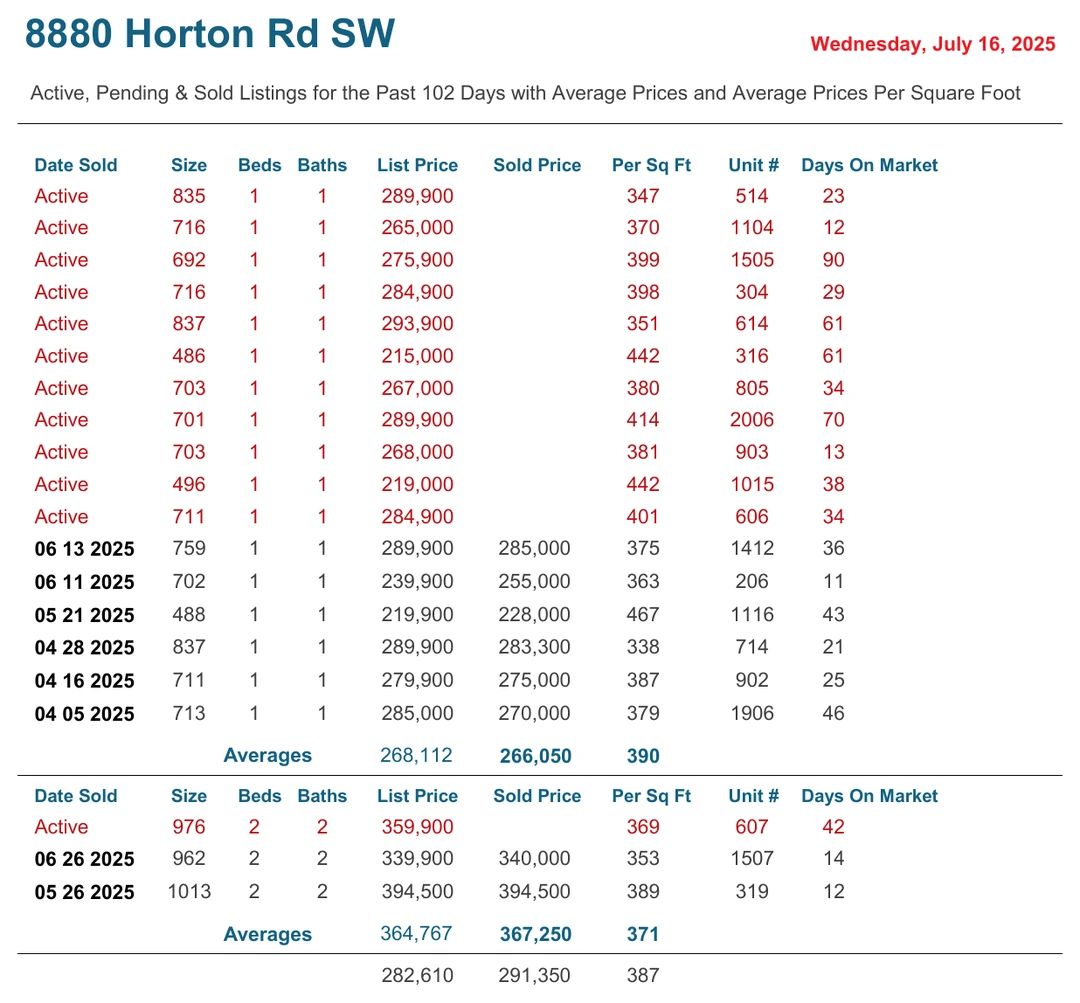 8880 Horton Rd SW
Wednesday, July 16, 2025
Active, Pending & Sold Listings for the Past 102 Days with Average Prices and Average Prices Per Square Foot
Date Sold Size Beds Baths List Price Sold Price Per Sq Ft Unit # Days On Market
Active 835 1 1 289,900 347 514 23
Active 716 1 1 265,000 370 1104 12
Active 692 1 1 275,900 399 1505 90
Active 716 1 1 284,900 398 304 29
Active 837 1 1 293,900 351 614 61
Active 486 1 1 215,000 442 316 61
Active 703 1 1 267,000 380 805 34
Active 701 1 1 289,900 414 2006 70
Active 703 1 1 268,000 381 903 13
Active 496 1 1 219,000 442 1015 38
Active 711 1 1 284,900 401 606 34
06 13 2025 759 1 1 289,900 285,000 375 1412 36
06 11 2025 702 1 1 239,900 255,000 363 206 11
05 21 2025 488 1 1 219,900 228,000 467 1116 43
04 28 2025 837 1 1 289,900 283,300 338 714 21
04 16 2025 711 1 1 279,900 275,000 387 902 25
04 05 2025 713 1 1 285,000 270,000 379 1906 46
Averages 268,112 266,050 390
Date Sold Size Beds Baths List Price Sold Price Per Sq Ft Unit # Days On Market
Active 976 2 2 359,900 369 607 42
06 26 2025 962 2 2 339,900 340,000 353 1507 14
05 26 2025 1013 2 2 394,500 394,500 389 319 12
Averages 364,767 367,250 371
282,610 291,350 387